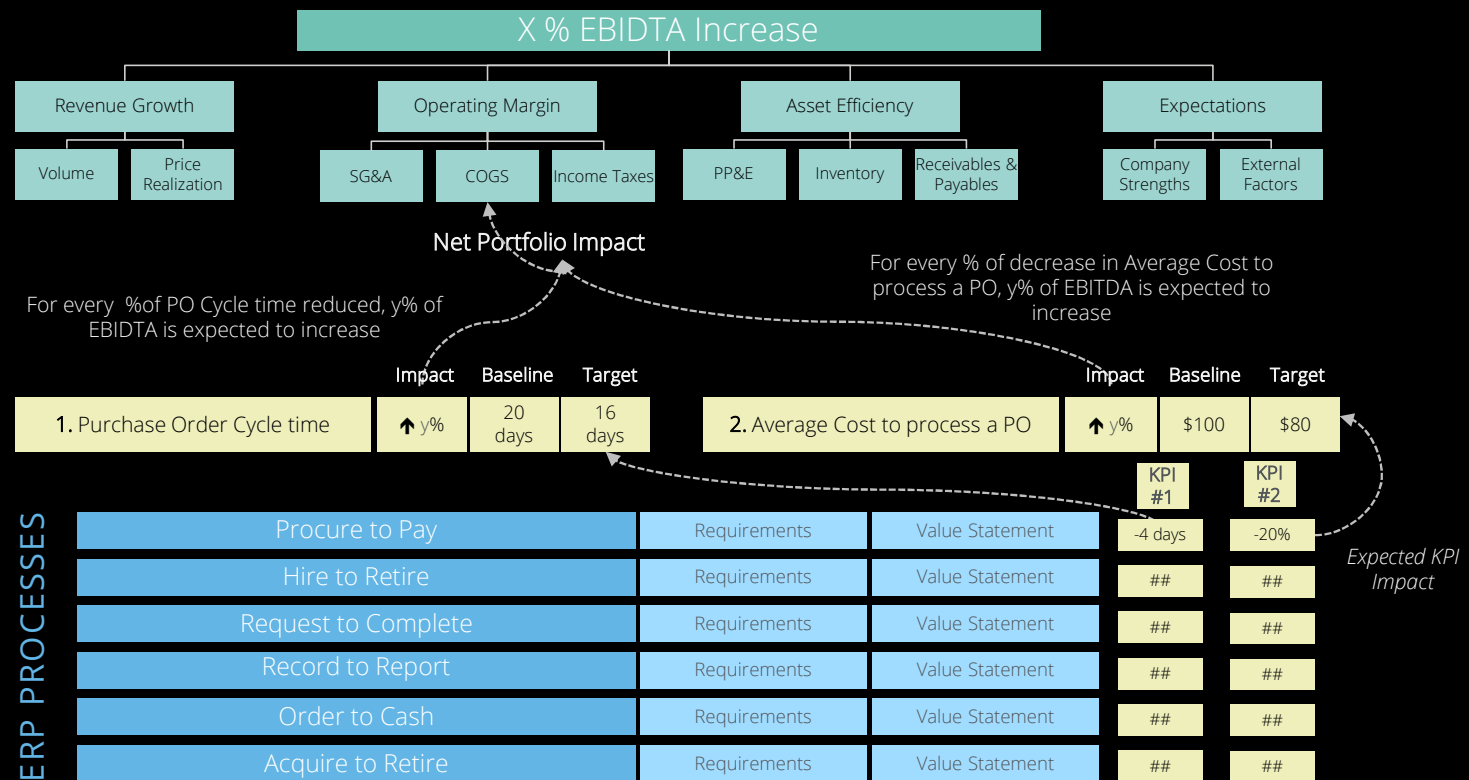 X % EBIDTA Increase
Revenue Growth
Operating Margin
Asset Efficiency
Expectations
Volume
Price
Realization
SG&A
COGS
Income Taxes
PP&E
Inventory
Receivables &
Payables
Company
Strengths
External
Factors
Net Portfolio Impact
For every %of PO Cycle time reduced, y% of
EBIDTA is expected to increase
For every % of decrease in Average Cost to
process a PO, y% of EBITDA is expected to
increase
Impact Baseline Target
1. Purchase Order Cycle time
↑ y%
20
days
16
days
Impact Baseline Target
2. Average Cost to process a PO
↑ y%
$100
$80
KPI
#1
KPI
#2
ERP PROCESSES
Procure to Pay Requirements Value Statement -4 days -20%
Expected KPI
Impact
Hire to Retire Requirements Value Statement ## ##
Request to Complete Requirements Value Statement ## ##
Record to Report Requirements Value Statement ## ##
Order to Cash Requirements Value Statement ## ##
Acquire to Retire Requirements Value Statement ## ##